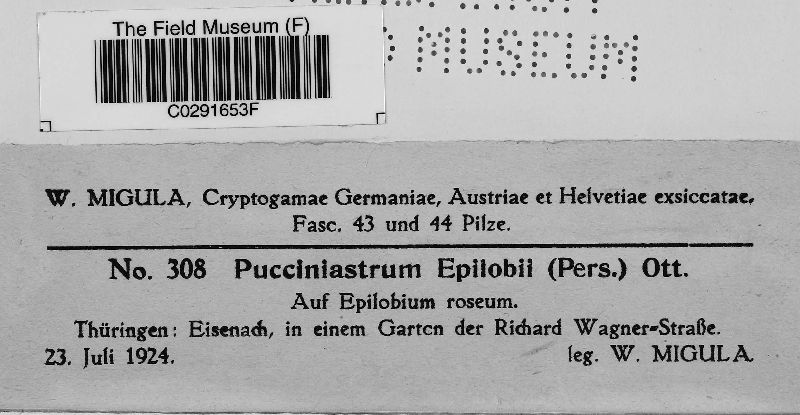 The Field Museum (F)
MUSEUM
C0291653F
W. MIGULA, Cryptogamae Germaniae, Austriae et Helvetiae exsiccatae.
Fasc. 43 und 44 Pilze.
No. 308 Pucciniastrum Epilobii (Pers.) Ott.
Auf Epilobium roseum.
Thüringen: Eisenach, in einem Garten der Richard Wagner-Straße.
23. Juli 1924. leg. W. MIGULA